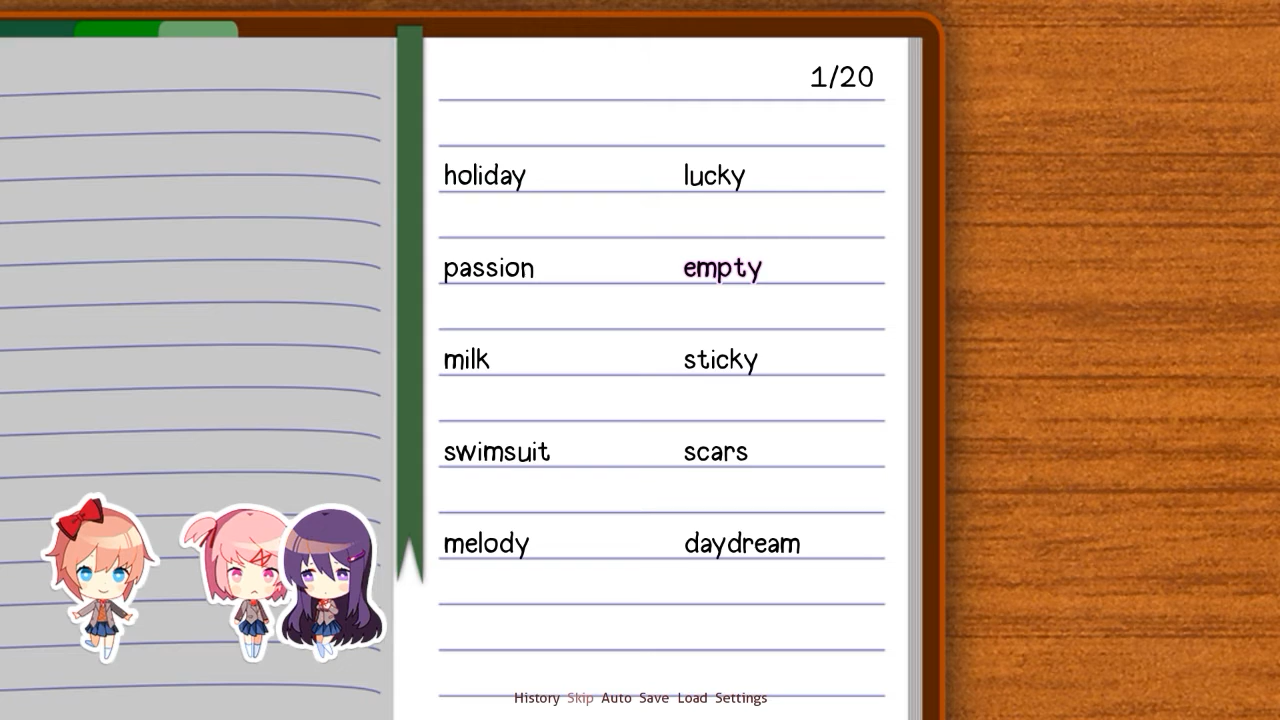 1/20
holiday lucky
passion empty
milk sticky
swimsuit scars
melody daydream
History Skip Auto Save Load Settings